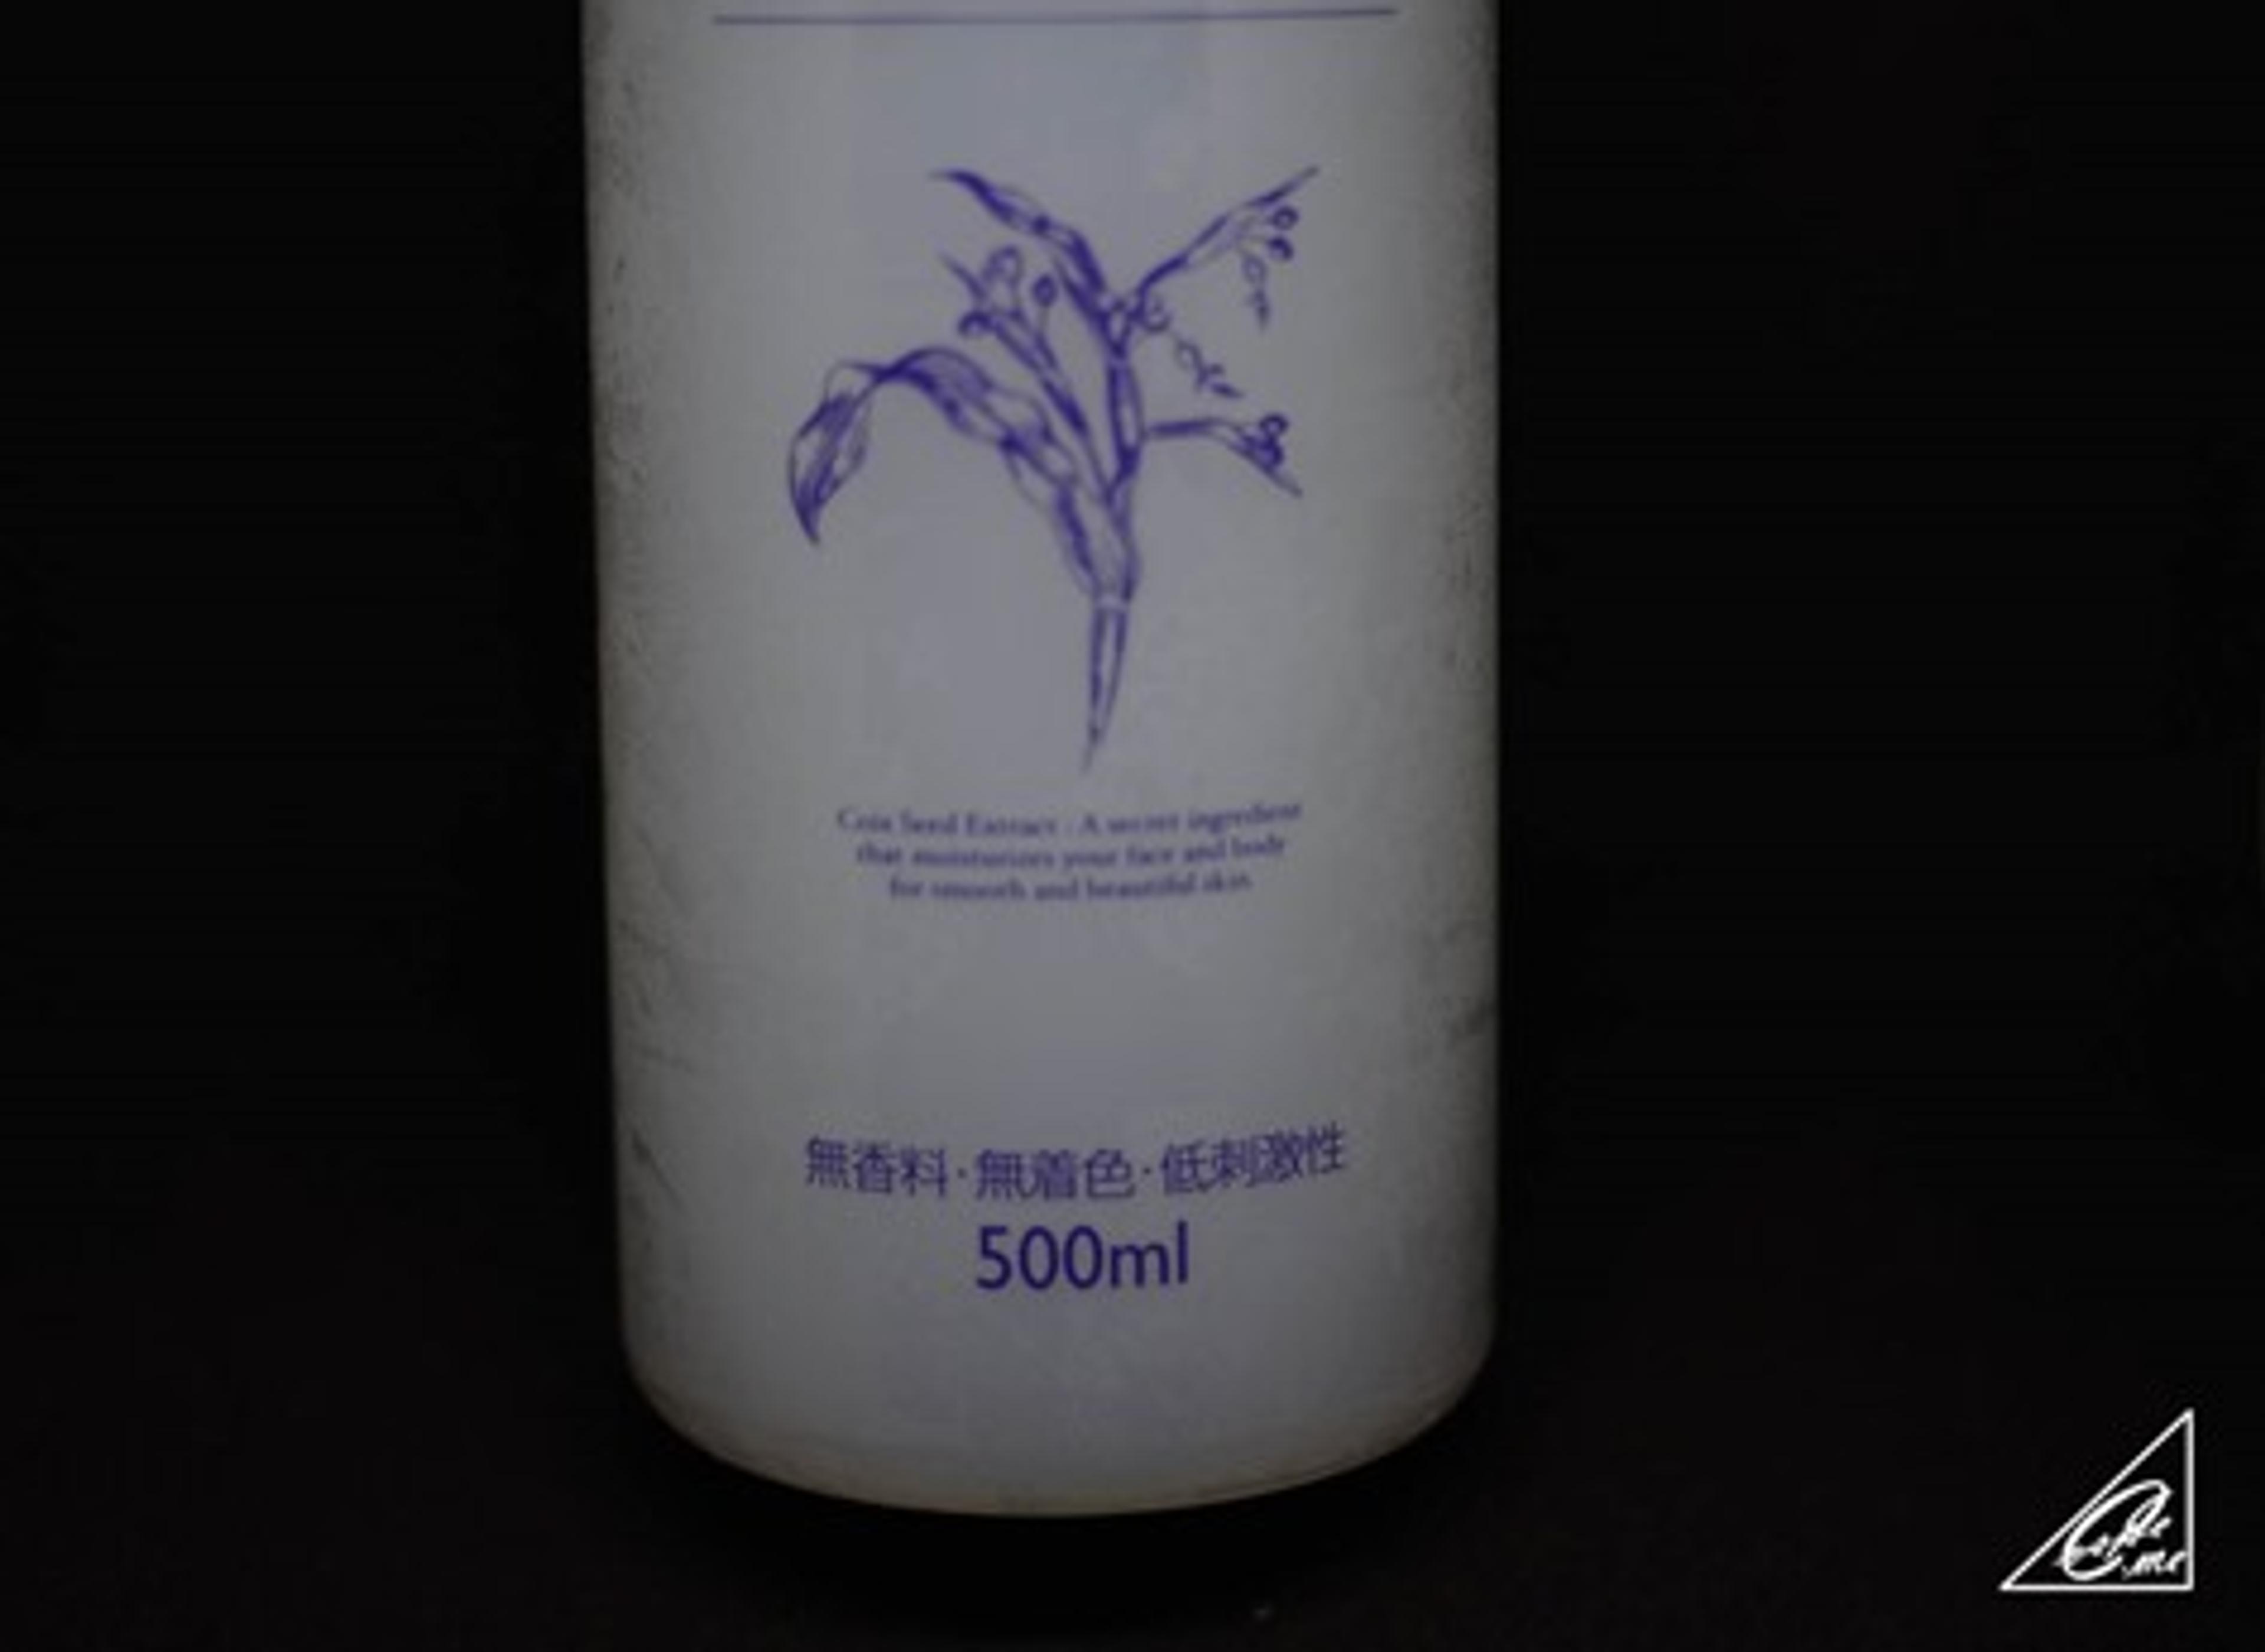 Coix Seed Extract : A secret ingredient
that moisturizes your face and body
for smooth and beautiful skin.
無香料・無着色・低刺激性
500ml